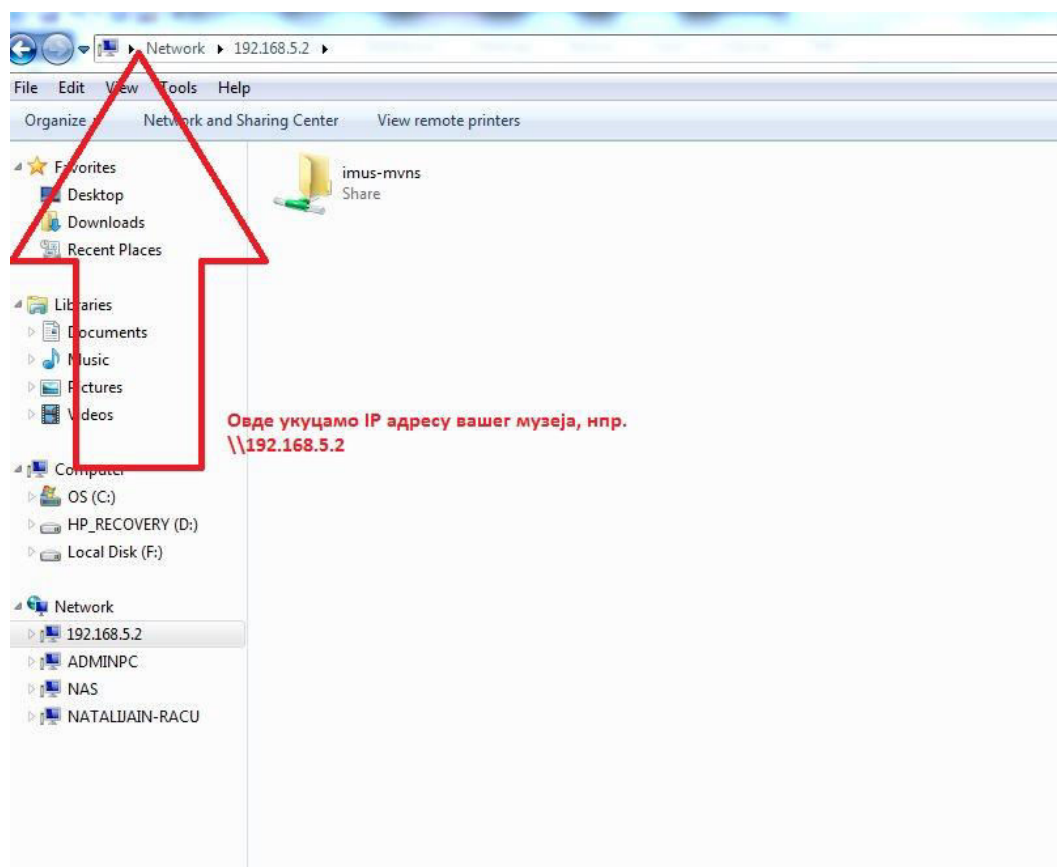 Network 192.168.5.2
File Edit View Tools Help
Organize Network and Sharing Center View remote printers
Favorites
Desktop
Downloads
Recent Places
Libraries
Documents
Music
Pictures
Videos
Computer
OS (C:)
HP_RECOVERY (D:)
Local Disk (F:)
Network
192.168.5.2
ADMINPC
NAS
NATALIJAIN-RACU
imus-mvns
Share
Овде укуцамо IP адресу вашег музеја, нпр.
\\192.168.5.2